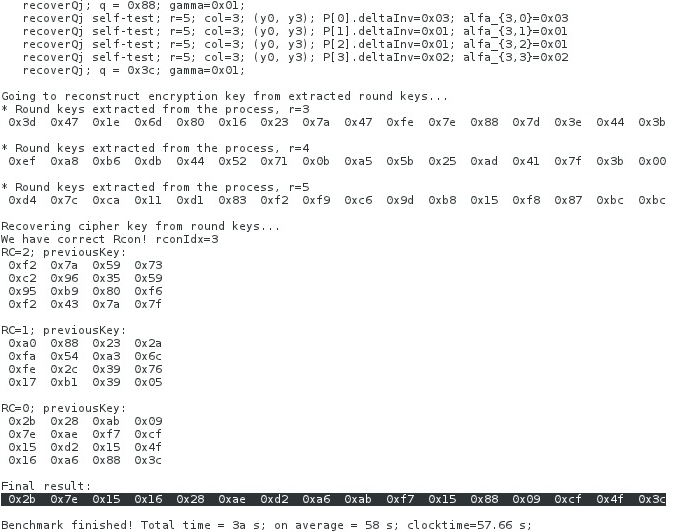 recoverQj; q = 0x88; gamma=0x01;
recoverQj self-test; r=5; col=3; (y0, y3); P[0].deltaInv=0x03; alfa_{3,0}=0x03
recoverQj self-test; r=5; col=3; (y0, y3); P[1].deltaInv=0x01; alfa_{3,1}=0x01
recoverQj self-test; r=5; col=3; (y0, y3); P[2].deltaInv=0x01; alfa_{3,2}=0x01
recoverQj self-test; r=5; col=3; (y0, y3); P[3].deltaInv=0x02; alfa_{3,3}=0x02
recoverQj; q = 0x3c; gamma=0x01;
Going to reconstruct encryption key from extracted round keys...
* Round keys extracted from the process, r=3
0x3d 0x47 0x1e 0x6d 0x80 0x16 0x23 0x7a 0x47 0xfe 0x7e 0x88 0x7d 0x3e 0x44 0x3b
* Round keys extracted from the process, r=4
0xef 0xa8 0xb6 0xdb 0x44 0x52 0x71 0x0b 0xa5 0x5b 0x25 0xad 0x41 0x7f 0x3b 0x00
* Round keys extracted from the process, r=5
0xd4 0x7c 0xca 0x11 0xd1 0x83 0xf2 0xf9 0xc6 0x9d 0xb8 0x15 0xf8 0x87 0xbc 0xbc
Recovering cipher key from round keys...
We have correct Rcon! rconIdx=3
RC=2; previousKey:
0xf2 0x7a 0x59 0x73
0xc2 0x96 0x35 0x59
0x95 0xb9 0x80 0xf6
0xf2 0x43 0x7a 0x7f
RC=1; previousKey:
0xa0 0x88 0x23 0x2a
0xfa 0x54 0xa3 0x6c
0xfe 0x2c 0x39 0x76
0x17 0xb1 0x39 0x05
RC=0; previousKey:
0x2b 0x28 0xab 0x09
0x7e 0xae 0xf7 0xcf
0x15 0xd2 0x15 0x4f
0x16 0xa6 0x88 0x3c
Final result:
0x2b 0x7e 0x15 0x16 0x28 0xae 0xd2 0xa6 0xab 0xf7 0x15 0x88 0x09 0xcf 0x4f 0x3c
Benchmark finished! Total time = 3a s; on average = 58 s; clocktime=57.66 s;